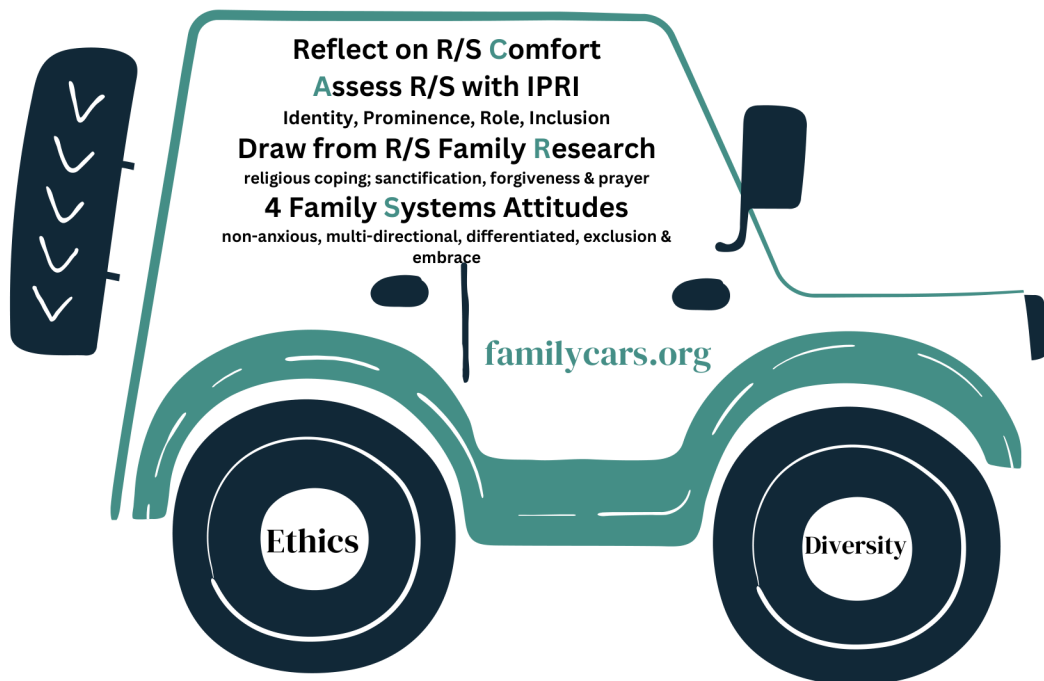 Reflect on R/S Comfort
Assess R/S with IPRI
Identity, Prominence, Role, Inclusion
Draw from R/S Family Research
religious coping; sanctification, forgiveness & prayer
4 Family Systems Attitudes
non-anxious, multi-directional, differentiated, exclusion &
embrace
familycars.org
Ethics
Diversity